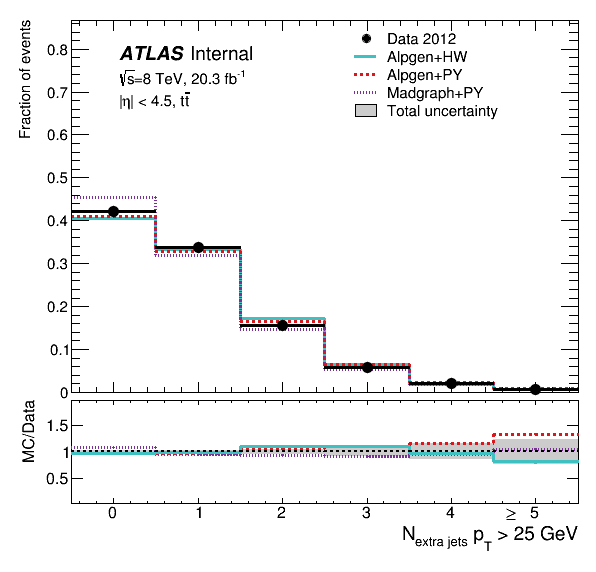 Fraction of events
0.8
0.7
0.6
0.5
0.4
0.3
0.2
0.1
0
ATLAS Internal
√s=8 TeV, 20.3 fb⁻¹
|η| < 4.5, tt̄
Data 2012
Alpgen+HW
Alpgen+PY
Madgraph+PY
Total uncertainty
MC/Data
1.5
1
0.5
0 1 2 3 4 ≥ 5
N_extra jets p_T > 25 GeV